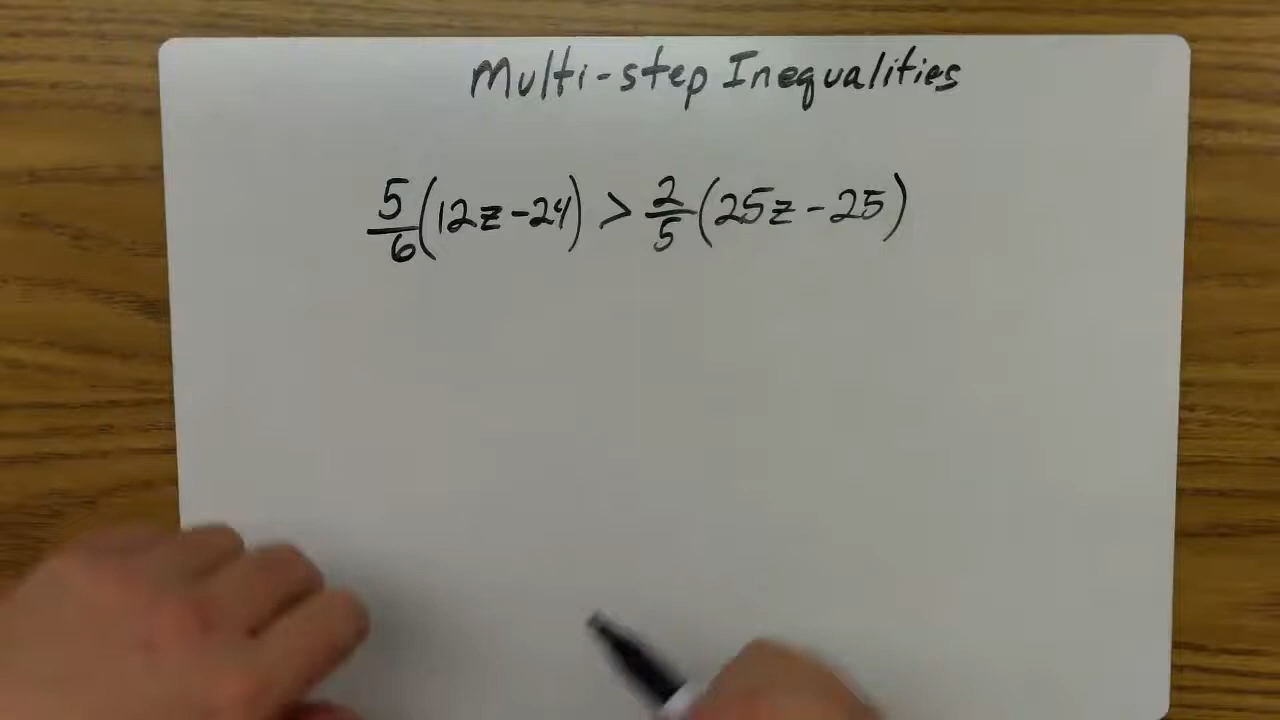 Multi-step Inequalities
5/6(12z-24) > 2/5(25z-25)